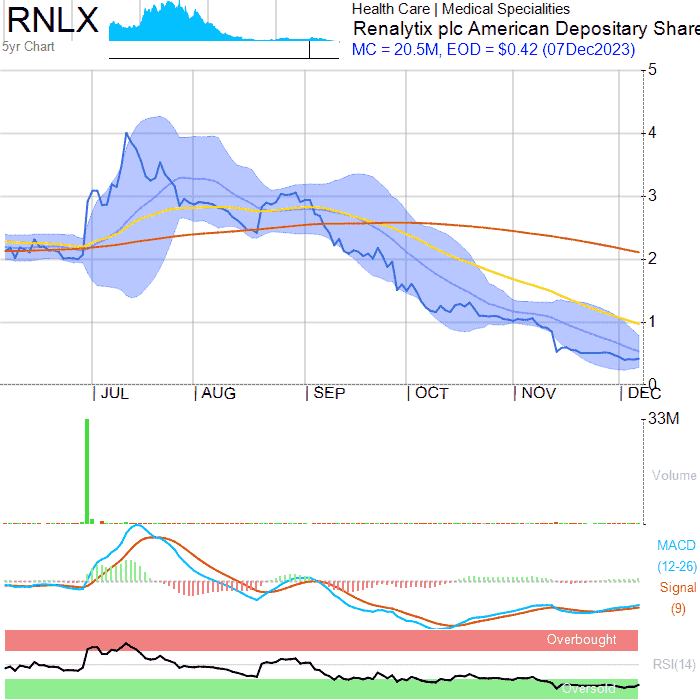 RNLX
5yr Chart
Health Care | Medical Specialities
Renalytix plc American Depositary Share
MC = 20.5M, EOD = $0.42 (07Dec2023)
5
4
3
2
1
0
JUL AUG SEP OCT NOV DEC
33M
Volume
MACD
(12-26)
Signal
(9)
Overbought
RSI(14)
Oversold